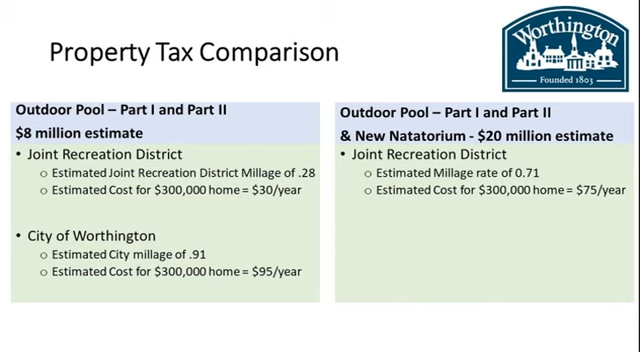 Property Tax Comparison
Worthington
Founded 1803
Outdoor Pool – Part I and Part II
$8 million estimate
• Joint Recreation District
o Estimated Joint Recreation District Millage of .28
o Estimated Cost for $300,000 home = $30/year
• City of Worthington
o Estimated City millage of .91
o Estimated Cost for $300,000 home = $95/year
Outdoor Pool – Part I and Part II
& New Natatorium - $20 million estimate
• Joint Recreation District
o Estimated Millage rate of 0.71
o Estimated Cost for $300,000 home = $75/year